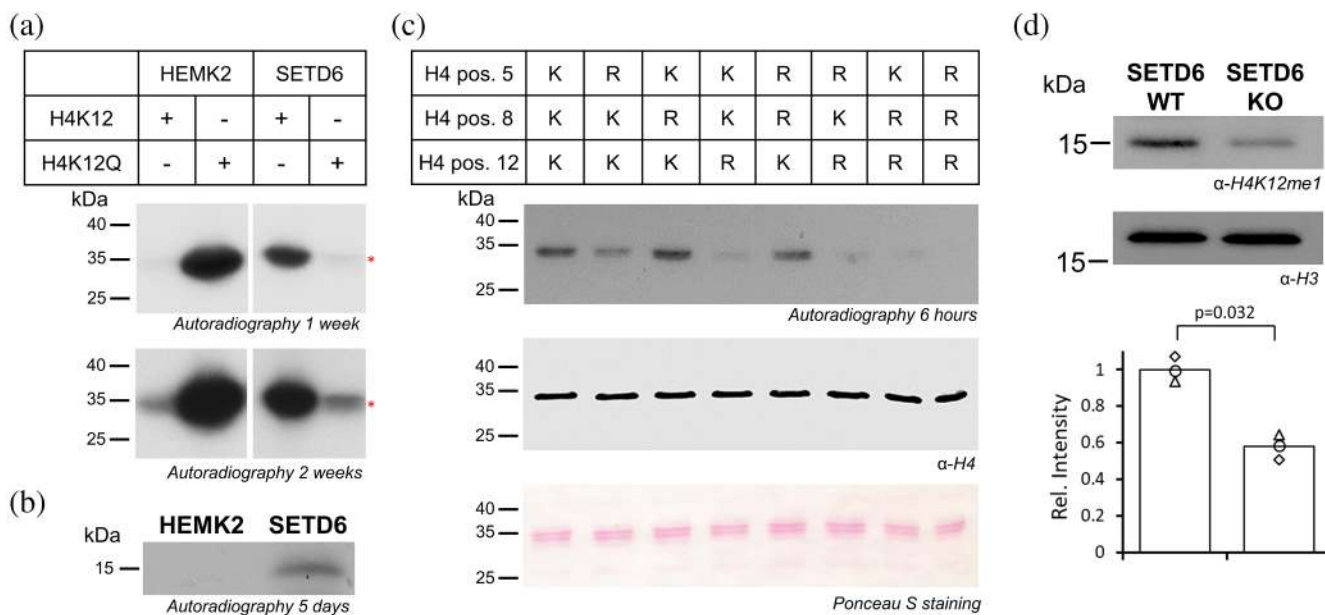 (a)
HEMK2 SETD6
H4K12 + - + -
H4K12Q - + - +
kDa
40
35 *
25
Autoradiography 1 week
40
35 *
25
Autoradiography 2 weeks
(b)
HEMK2 SETD6
kDa
15
Autoradiography 5 days
(c)
H4 pos. 5 K R K K R R K R
H4 pos. 8 K K R K R K R R
H4 pos. 12 K K K R K R R R
kDa
40
35
25
Autoradiography 6 hours
40
35
25
α-H4
40
35
25
Ponceau S staining
(d)
SETD6 SETD6
kDa WT KO
15
α-H4K12me1
15
α-H3
p=0.032
1
0.8
0.6
0.4
0.2
0
Rel. Intensity